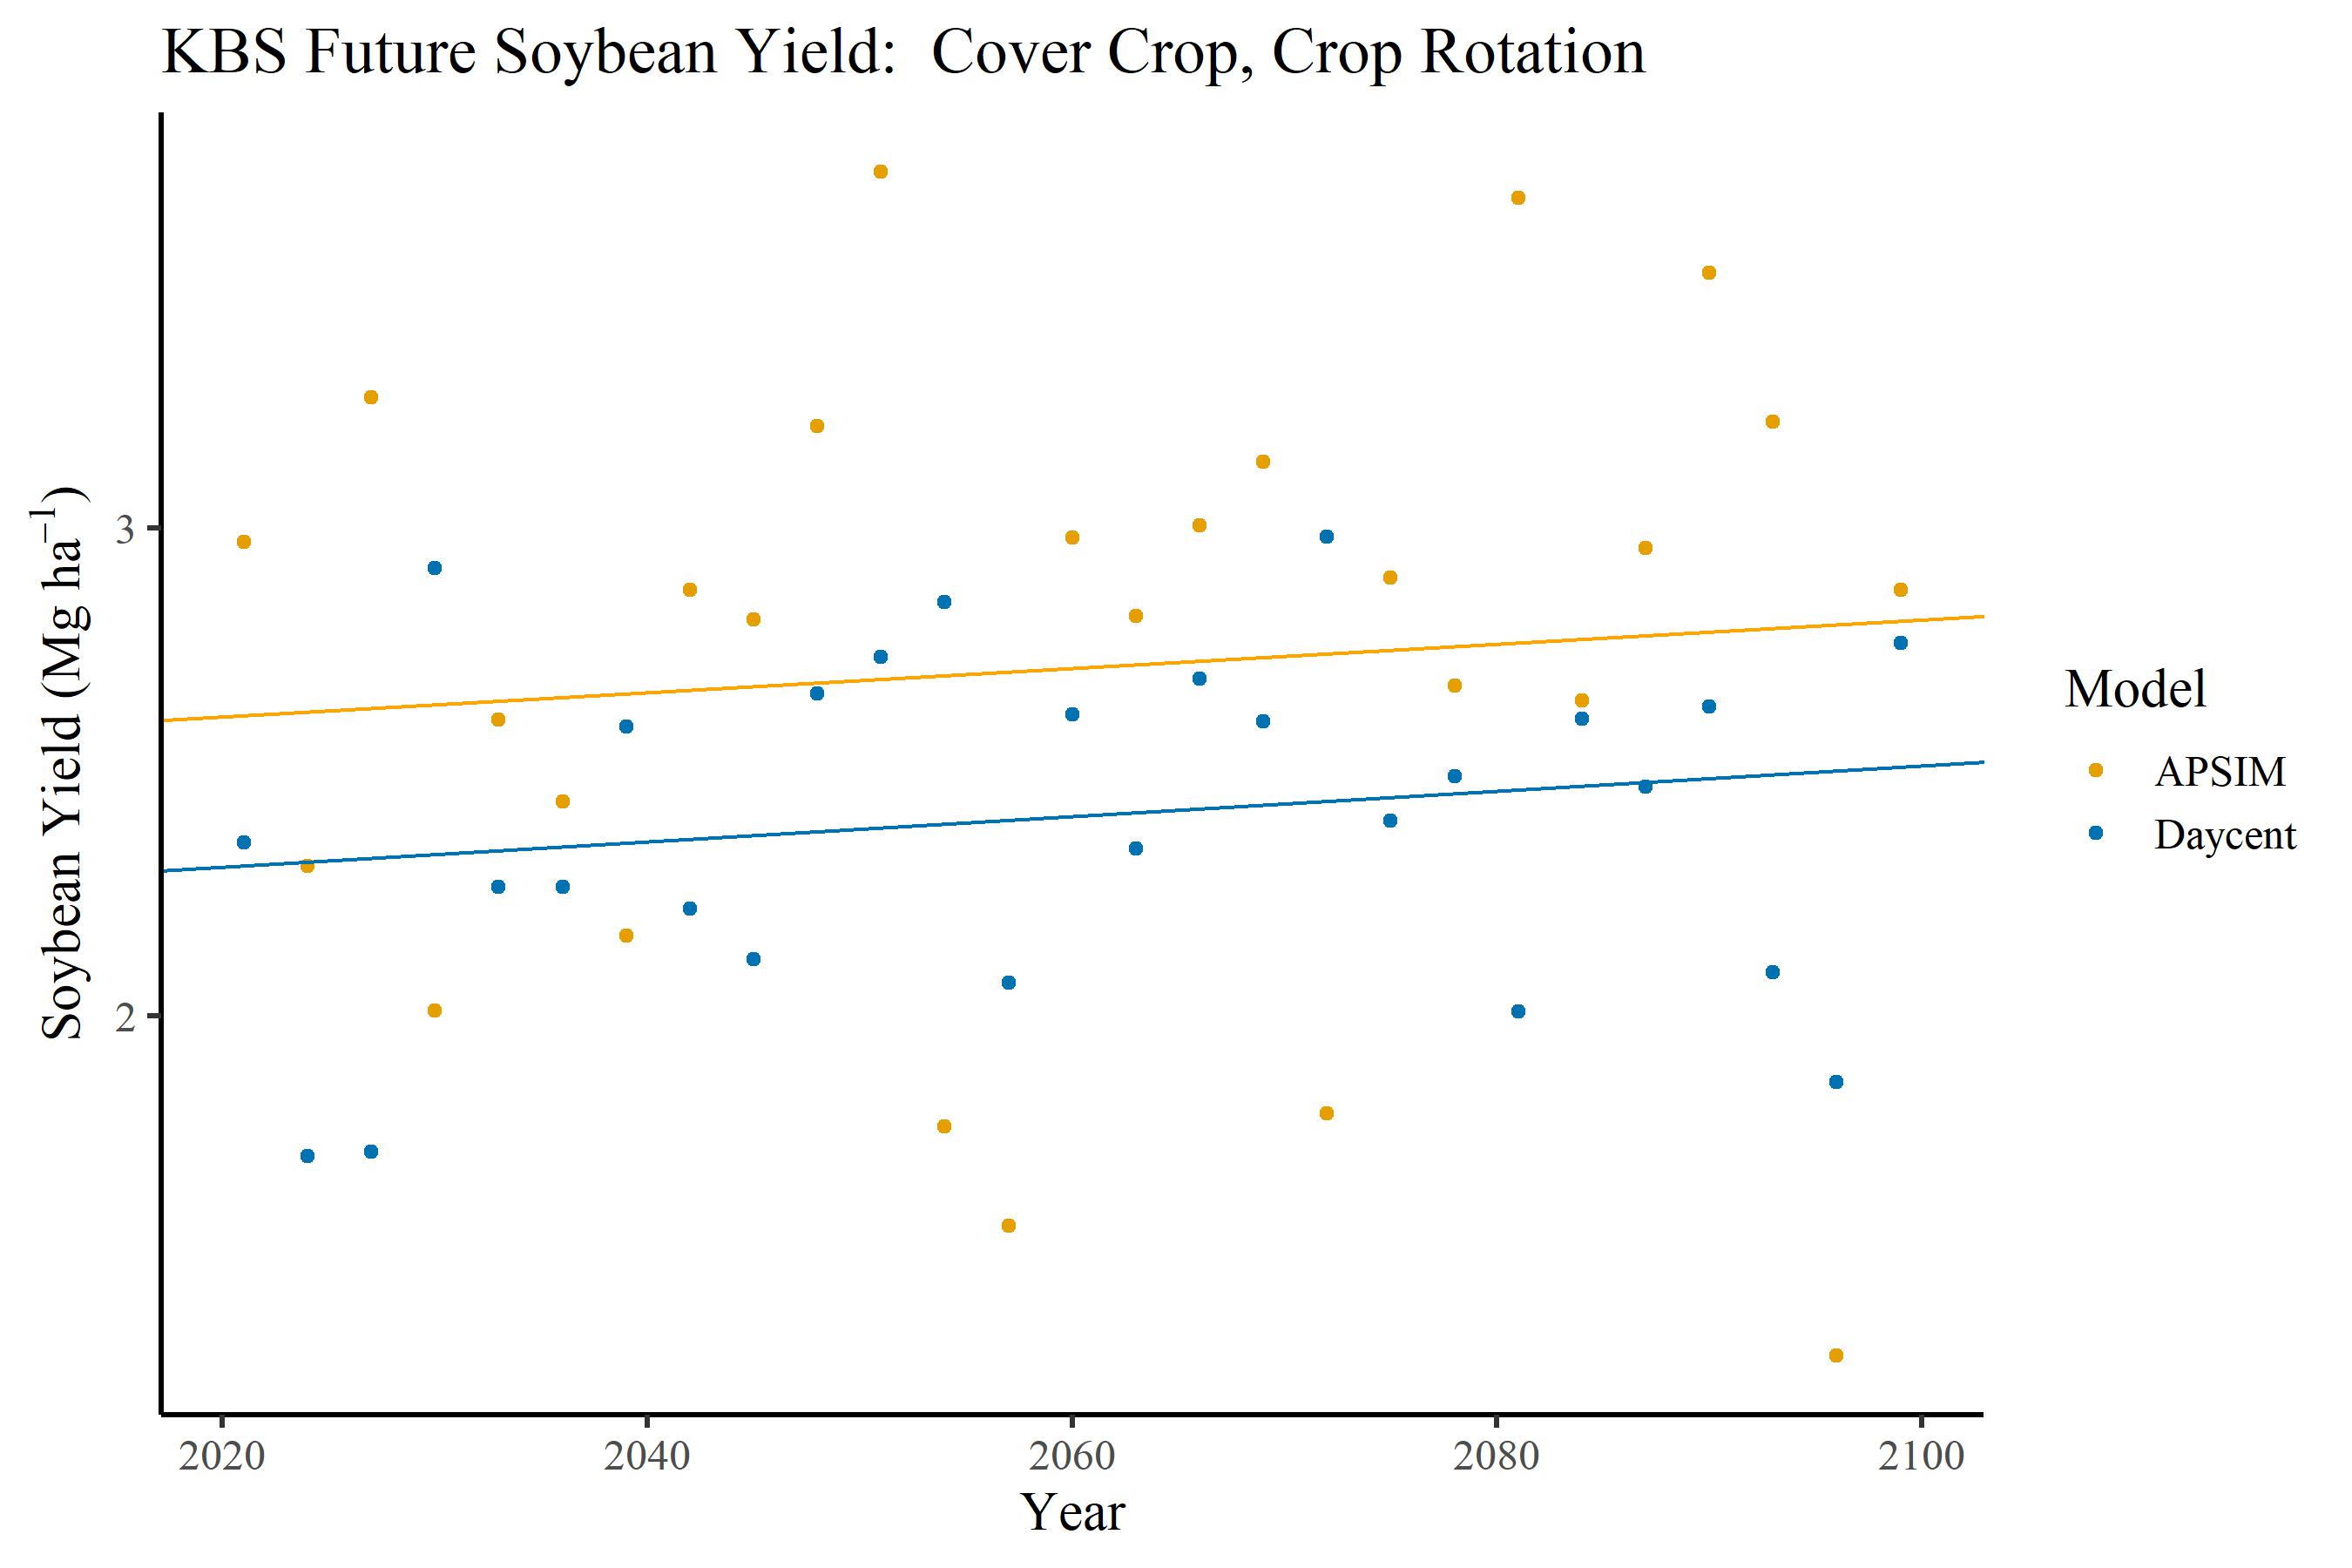 KBS Future Soybean Yield:  Cover Crop, Crop Rotation
Soybean Yield (Mg ha⁻¹)
3
2
2020 2040 2060 2080 2100
Year
Model
APSIM
Daycent